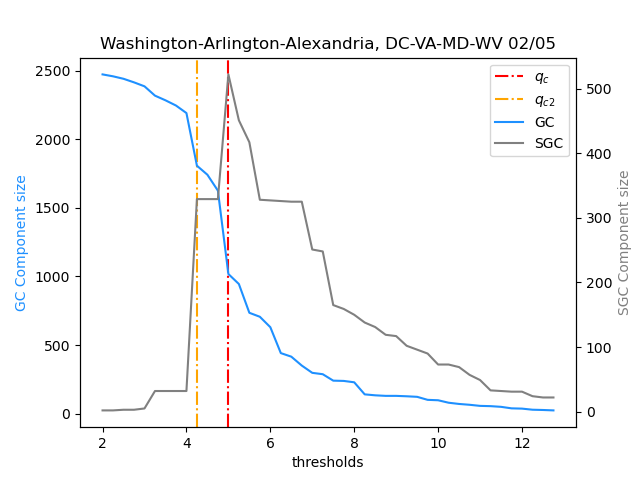 Washington-Arlington-Alexandria, DC-VA-MD-WV 02/05
q_c
q_c2
GC
SGC
GC Component size
2500
2000
1500
1000
500
0
500
400
300
200
100
0
SGC Component size
2 4 6 8 10 12
thresholds